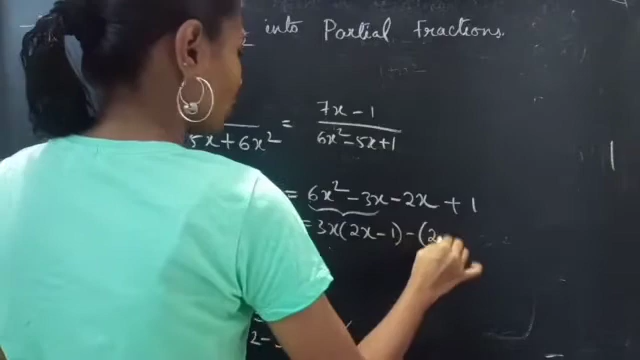 into Partial Fractions.
7x - 1
5x + 6x² = 6x² - 5x + 1
= 6x² - 3x - 2x + 1
= 3x(2x - 1) - (2